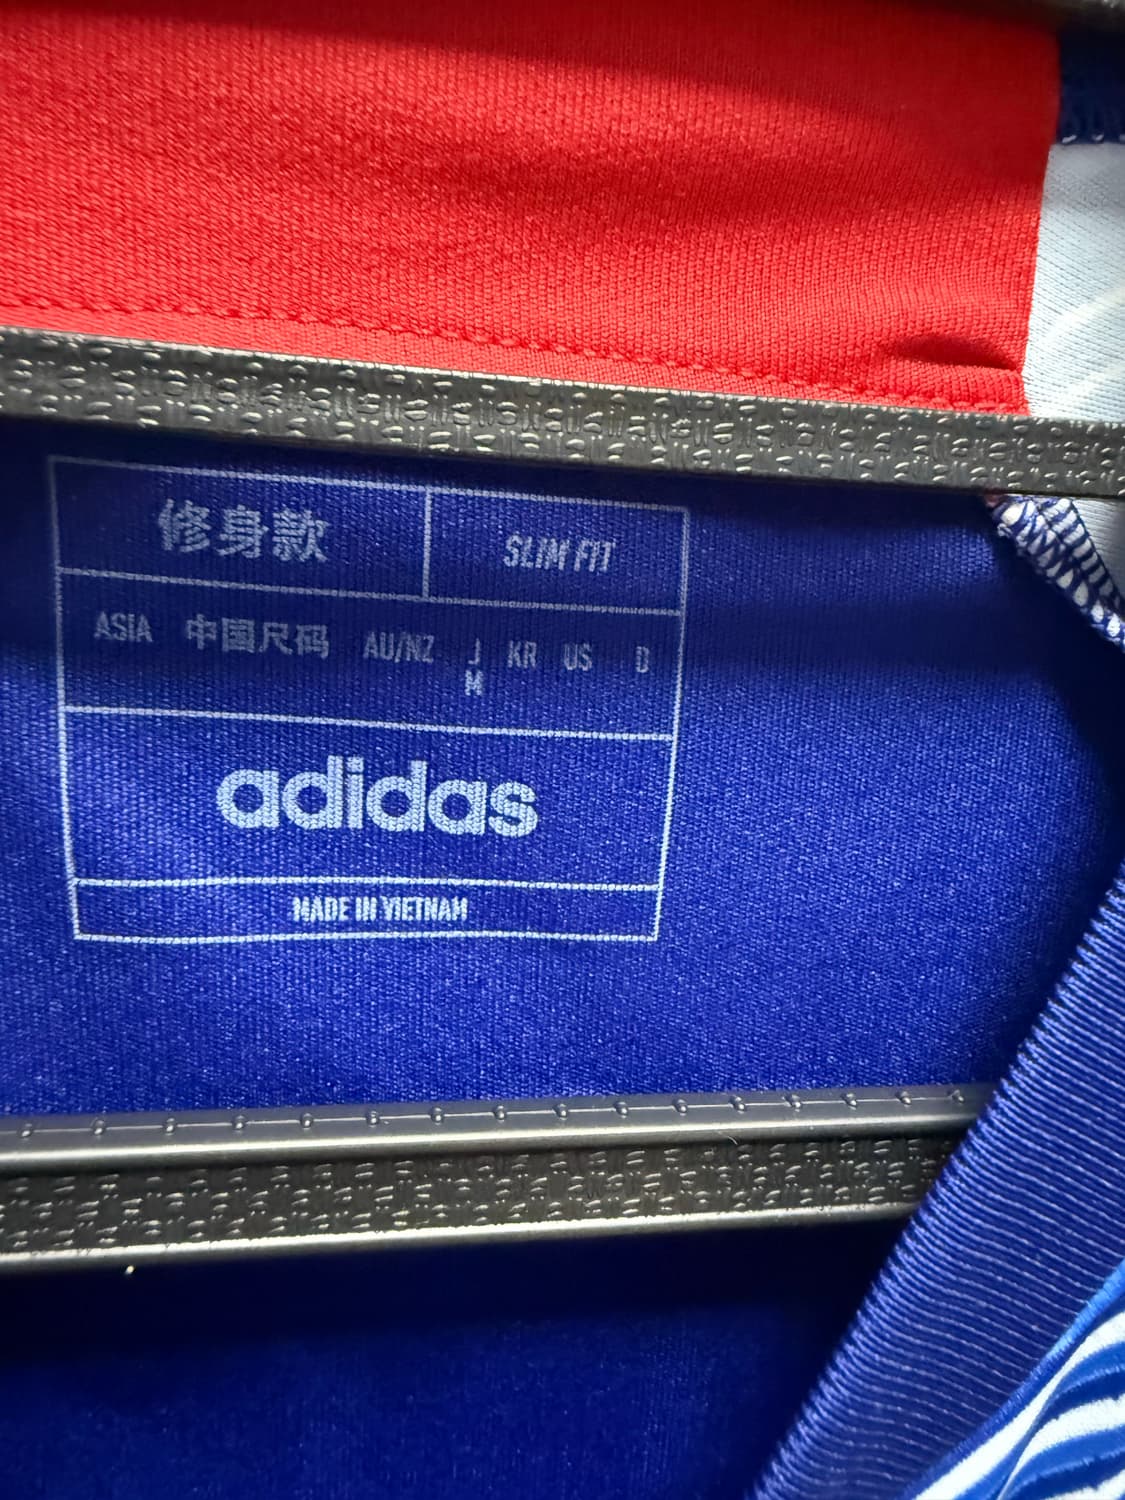 修身款
SLIM FIT
ASIA 中国尺码 AU/NZ J KR US D
M
adidas
MADE IN VIETNAM